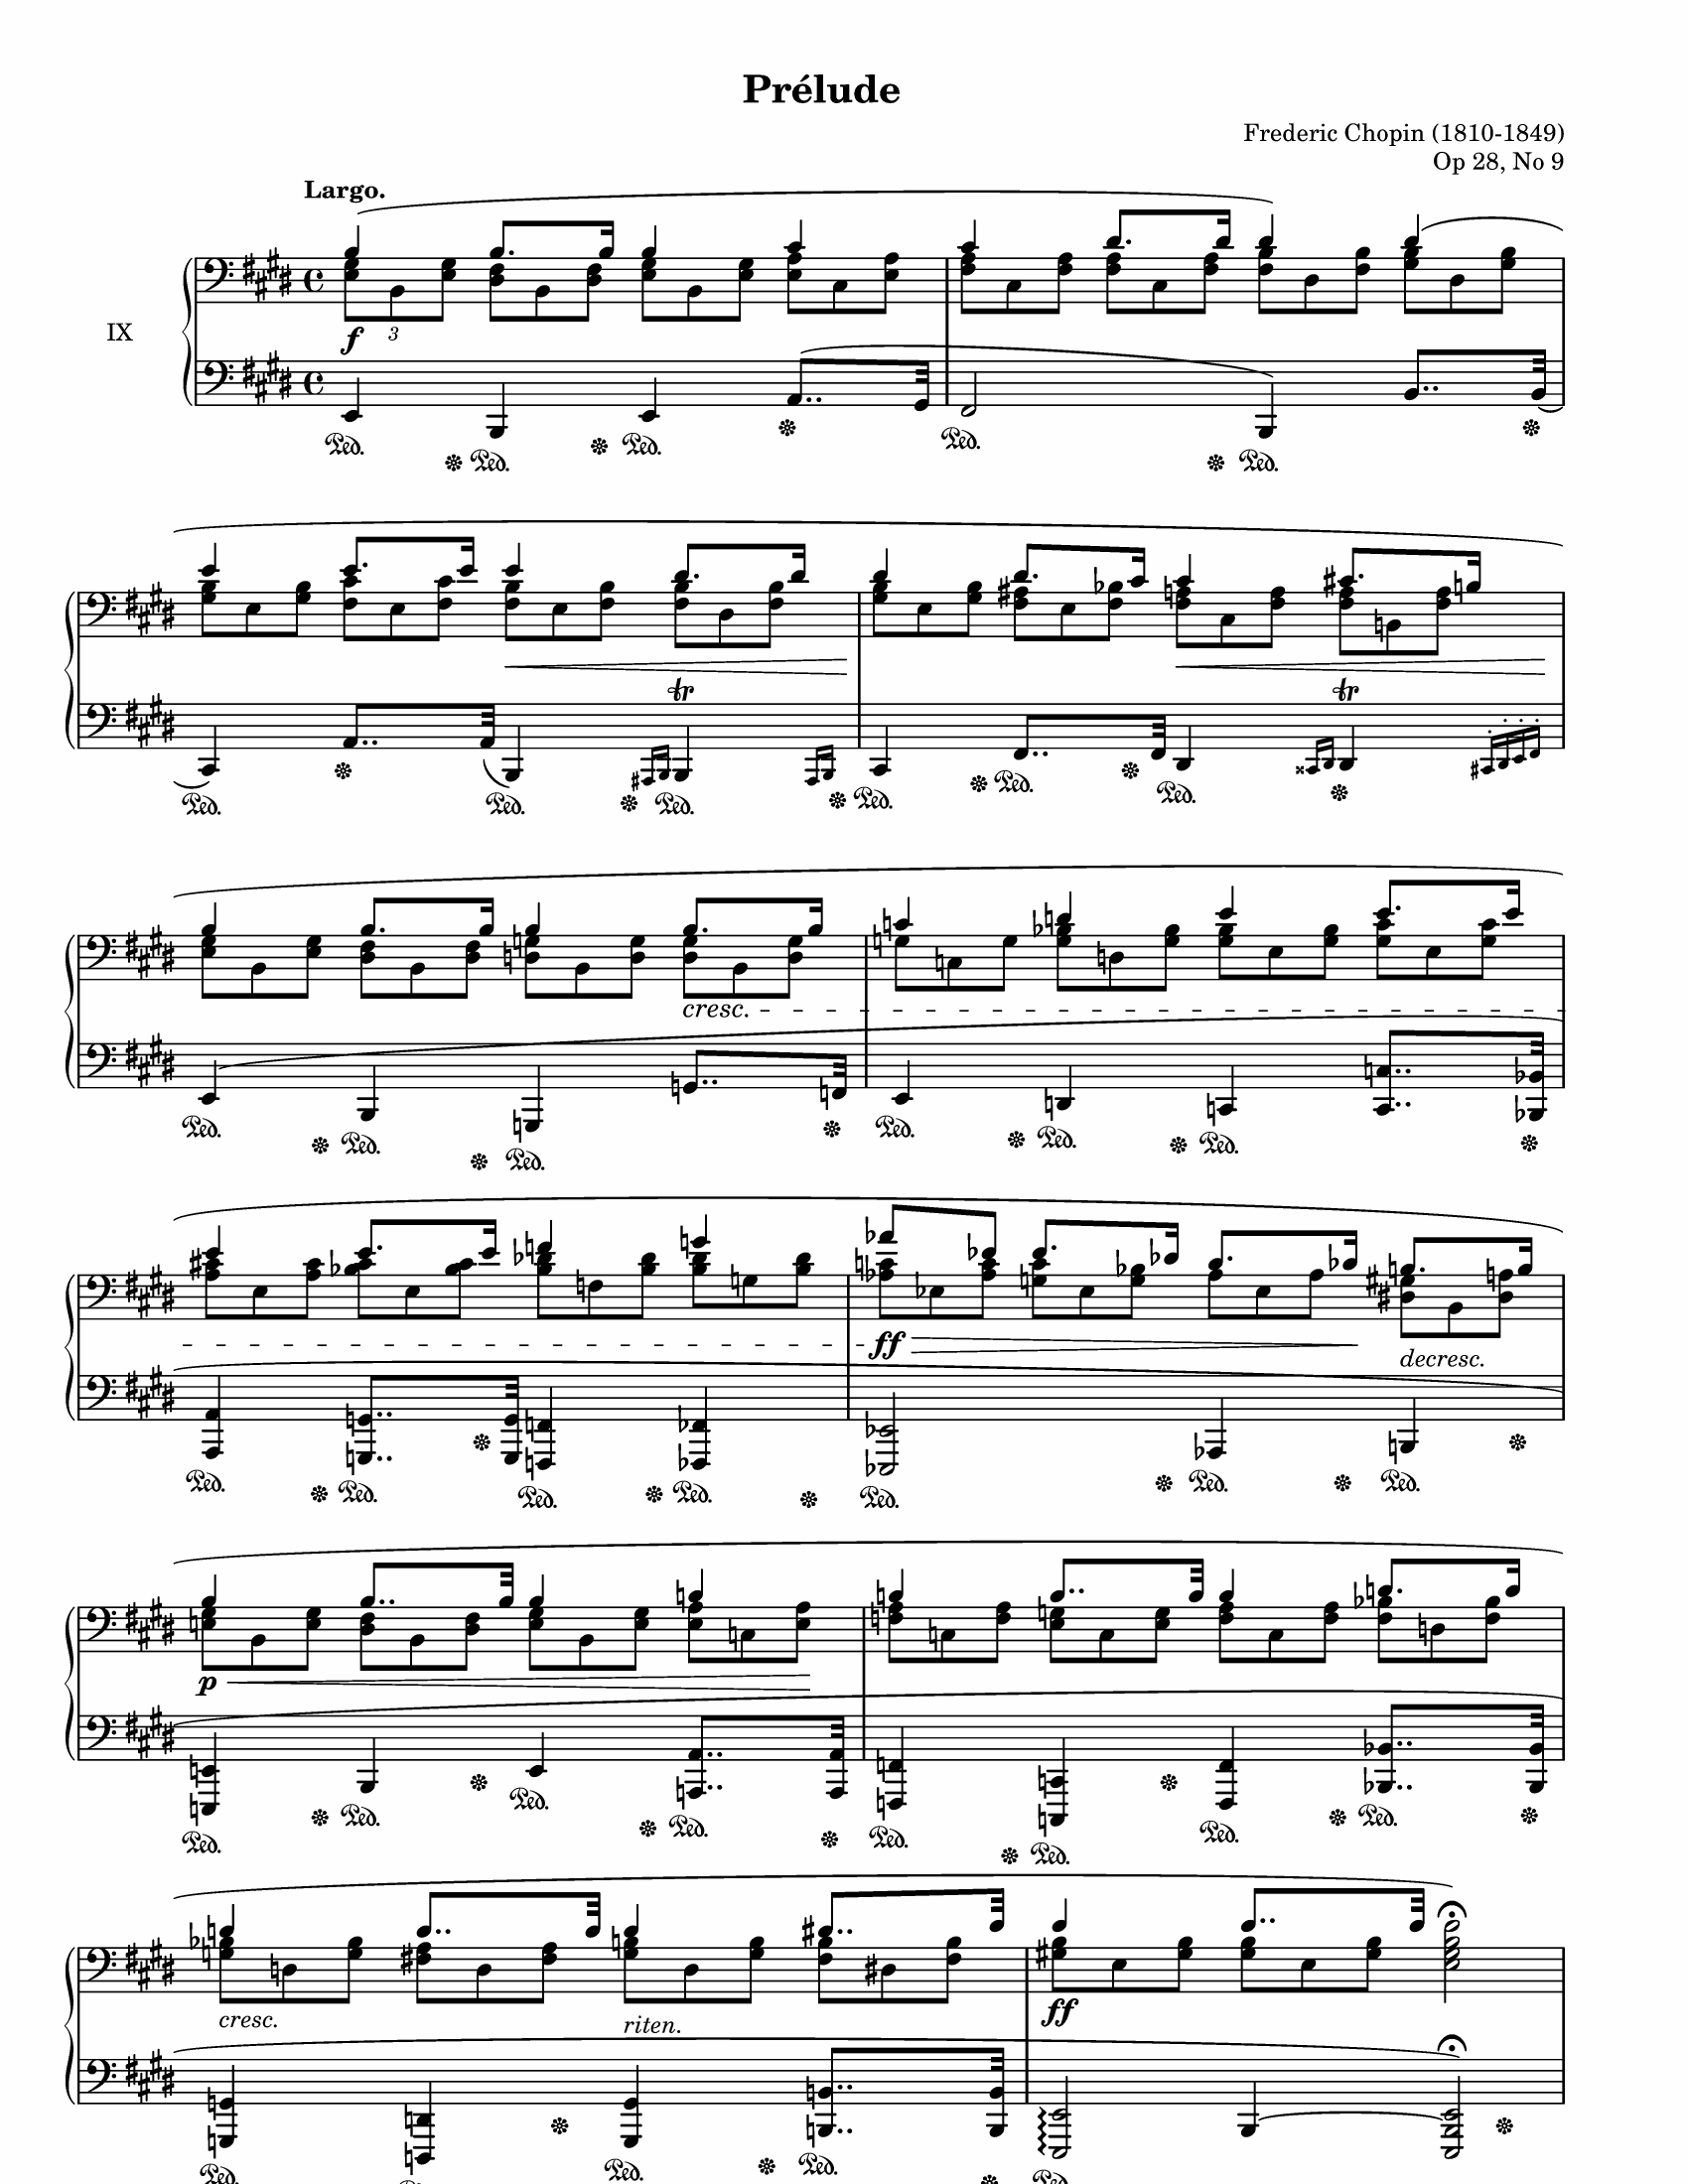 Prélude
Frederic Chopin (1810-1849)
Op 28, No 9
Largo.
IX
3
f
Ped. Ped. Ped. Ped. Ped.
tr tr
Ped. Ped. Ped. Ped. Ped. Ped.
cresc.
Ped. Ped. Ped. Ped. Ped. Ped.
ff
decresc.
Ped. Ped. Ped. Ped. Ped. Ped. Ped.
p
Ped. Ped. Ped. Ped. Ped. Ped. Ped. Ped.
cresc.
riten.
ff
Ped. Ped. Ped. Ped.